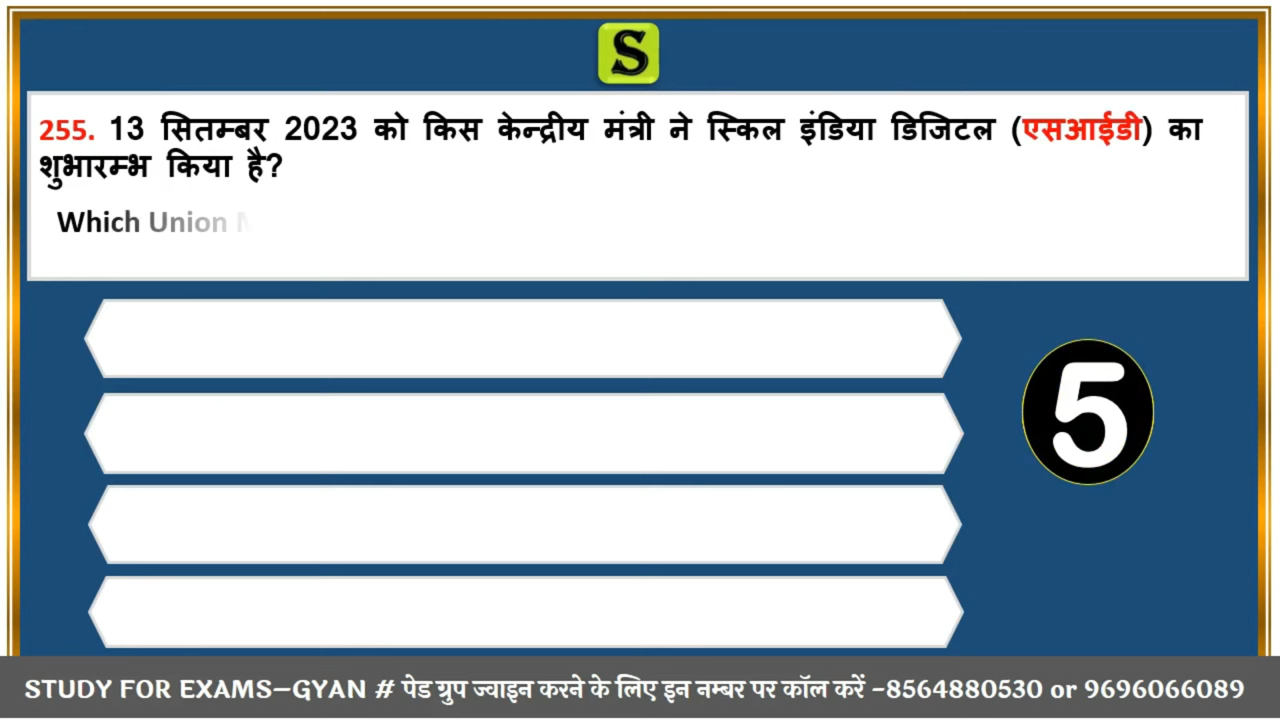 S
255. 13 सितम्बर 2023 को किस केन्द्रीय मंत्री ने स्किल इंडिया डिजिटल (एसआईडी) का
शुभारम्भ किया है?
Which Union
5
STUDY FOR EXAMS–GYAN # पेड ग्रुप ज्वाइन करने के लिए इन नम्बर पर कॉल करें -8564880530 or 9696066089